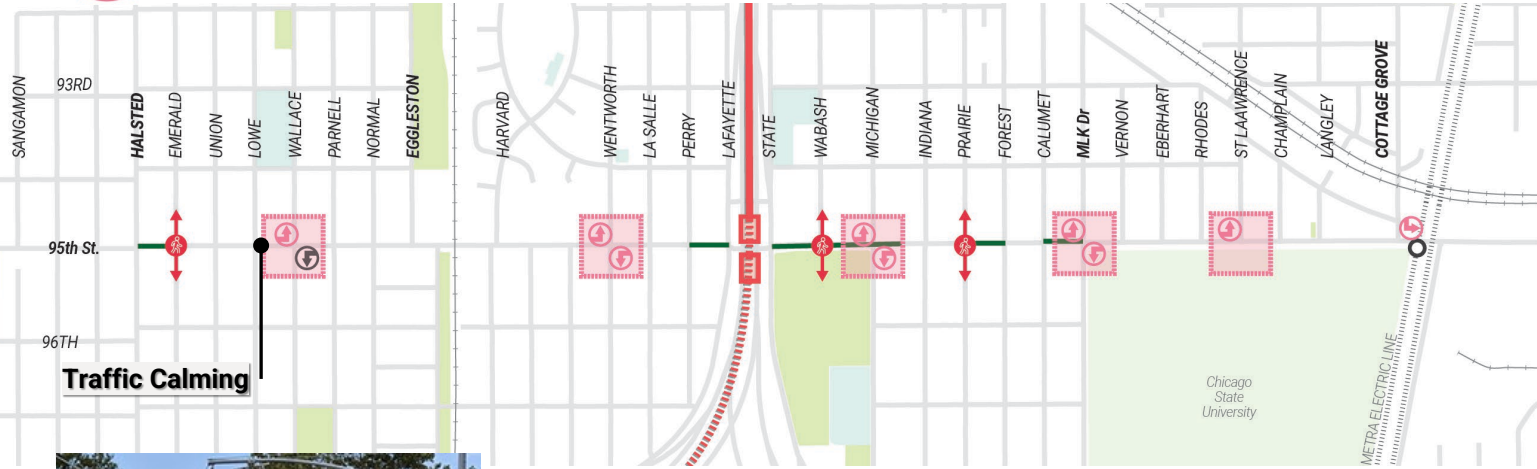 SANGAMON
93RD
HALSTED
EMERALD
UNION
LOWE
WALLACE
PARNELL
NORMAL
EGGLESTON
HARVARD
WENTWORTH
LA SALLE
PERRY
LAFAYETTE
STATE
WABASH
MICHIGAN
INDIANA
PRAIRIE
FOREST
CALUMET
MLK Dr
VERNON
EBERHART
RHODES
ST LAWRENCE
CHAMPLAIN
LANGLEY
COTTAGE GROVE
95th St.
96TH
Traffic Calming
Chicago
State
University
METRA ELECTRIC LINE